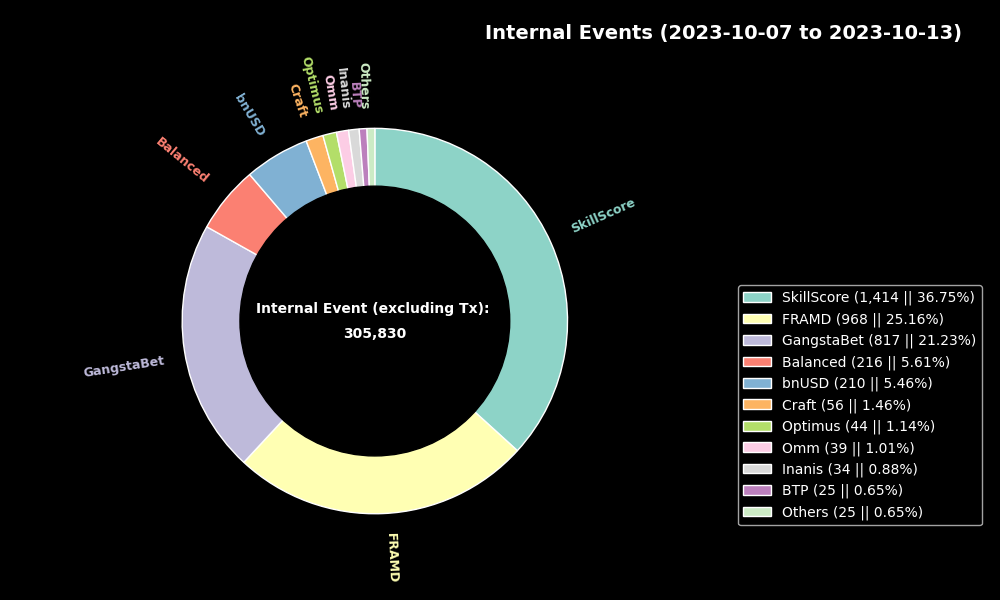 Internal Events (2023-10-07 to 2023-10-13)
Others
BTP
Inanis
Omm
Optimus
Craft
bnUSD
Balanced
SkillScore
GangstaBet
FRAMD
Internal Event (excluding Tx):
305,830
SkillScore (1,414 || 36.75%)
FRAMD (968 || 25.16%)
GangstaBet (817 || 21.23%)
Balanced (216 || 5.61%)
bnUSD (210 || 5.46%)
Craft (56 || 1.46%)
Optimus (44 || 1.14%)
Omm (39 || 1.01%)
Inanis (34 || 0.88%)
BTP (25 || 0.65%)
Others (25 || 0.65%)